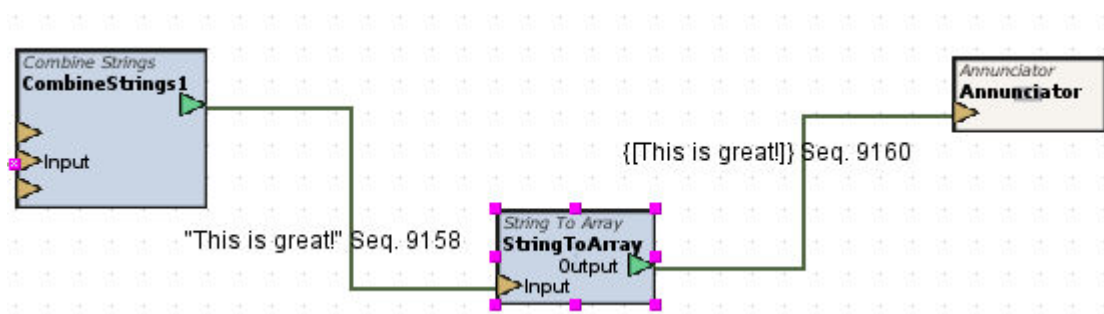 Combine Strings
CombineStrings1
Input
"This is great!" Seq. 9158
String To Array
StringToArray
Output
Input
{[This is great!]} Seq. 9160
Annunciator
Annunciator